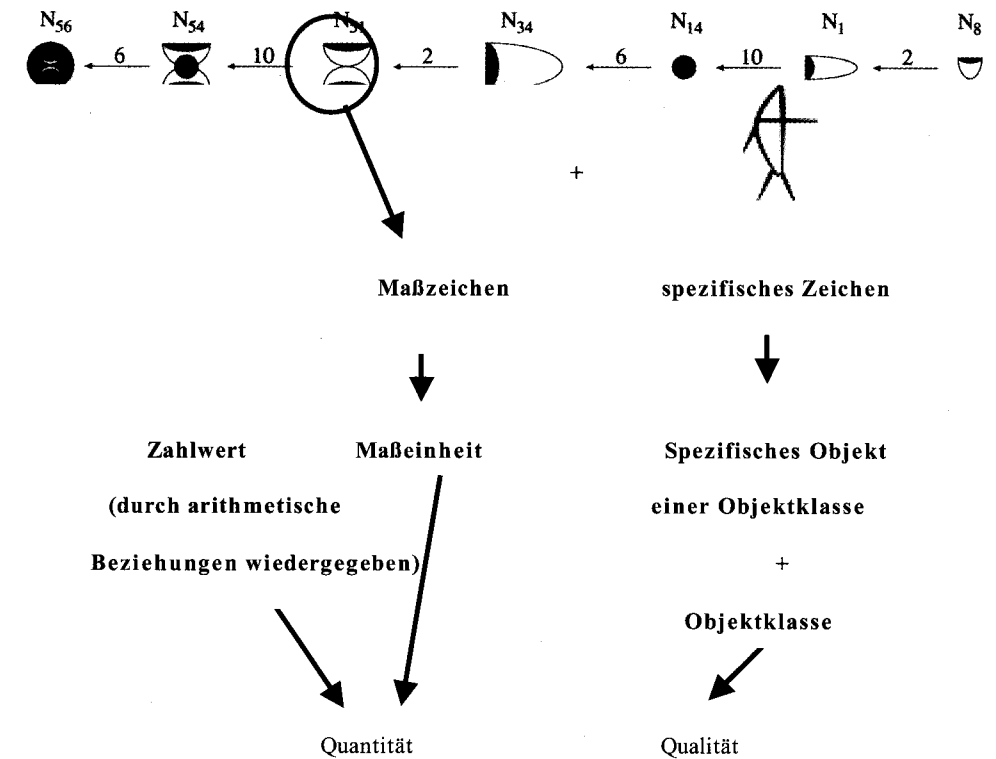 N56 N54 N51 N34 N14 N1 N8
6 10 2 6 10 2
+
Maßzeichen spezifisches Zeichen
Zahlwert Maßeinheit Spezifisches Objekt
(durch arithmetische einer Objektklasse
Beziehungen wiedergegeben) +
Objektklasse
Quantität Qualität